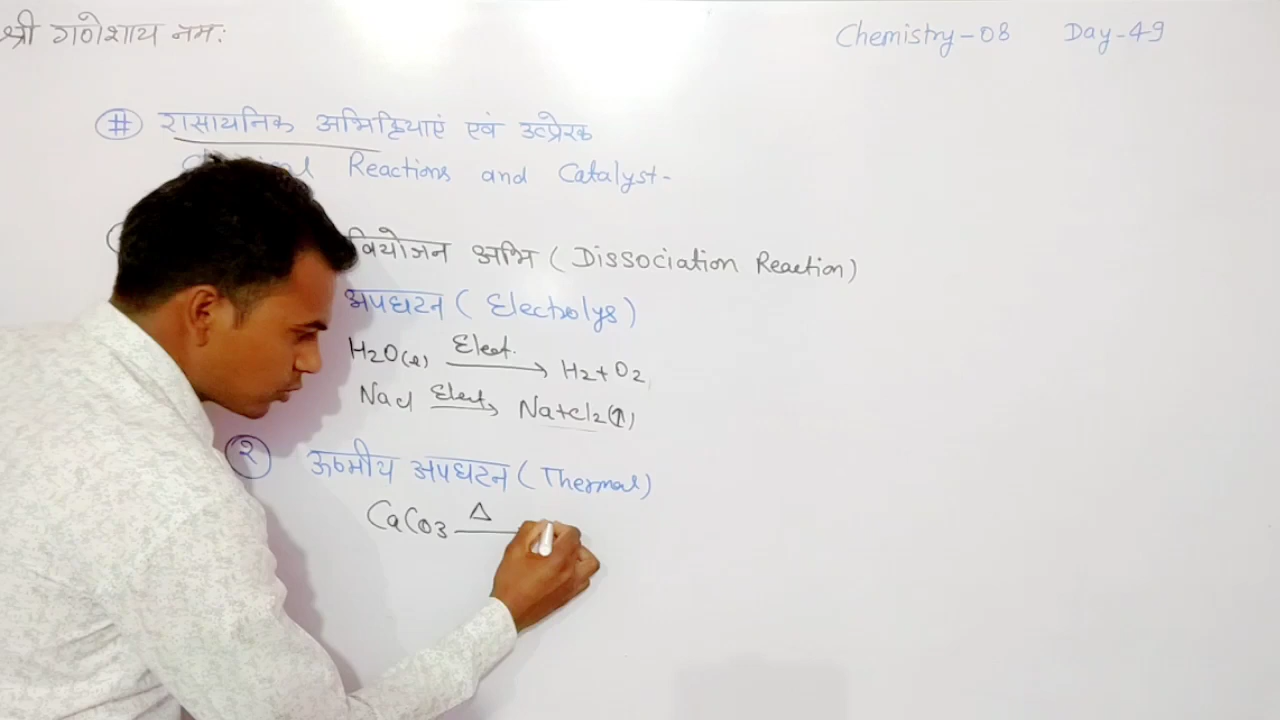 श्री गणेशाय नमः
Chemistry-08 Day-49
# रासायनिक अभिक्रियाएं एवं उत्प्रेरक
Reactions and Catalyst-
वियोजन अभि (Dissociation Reaction)
अपघटन (Electrolys)
H2O(l) Elect. → H2+O2
Nacl Elect → Na+cl2(↑)
२ ऊष्मीय अपघटन (Thermal)
CaCo3 Δ